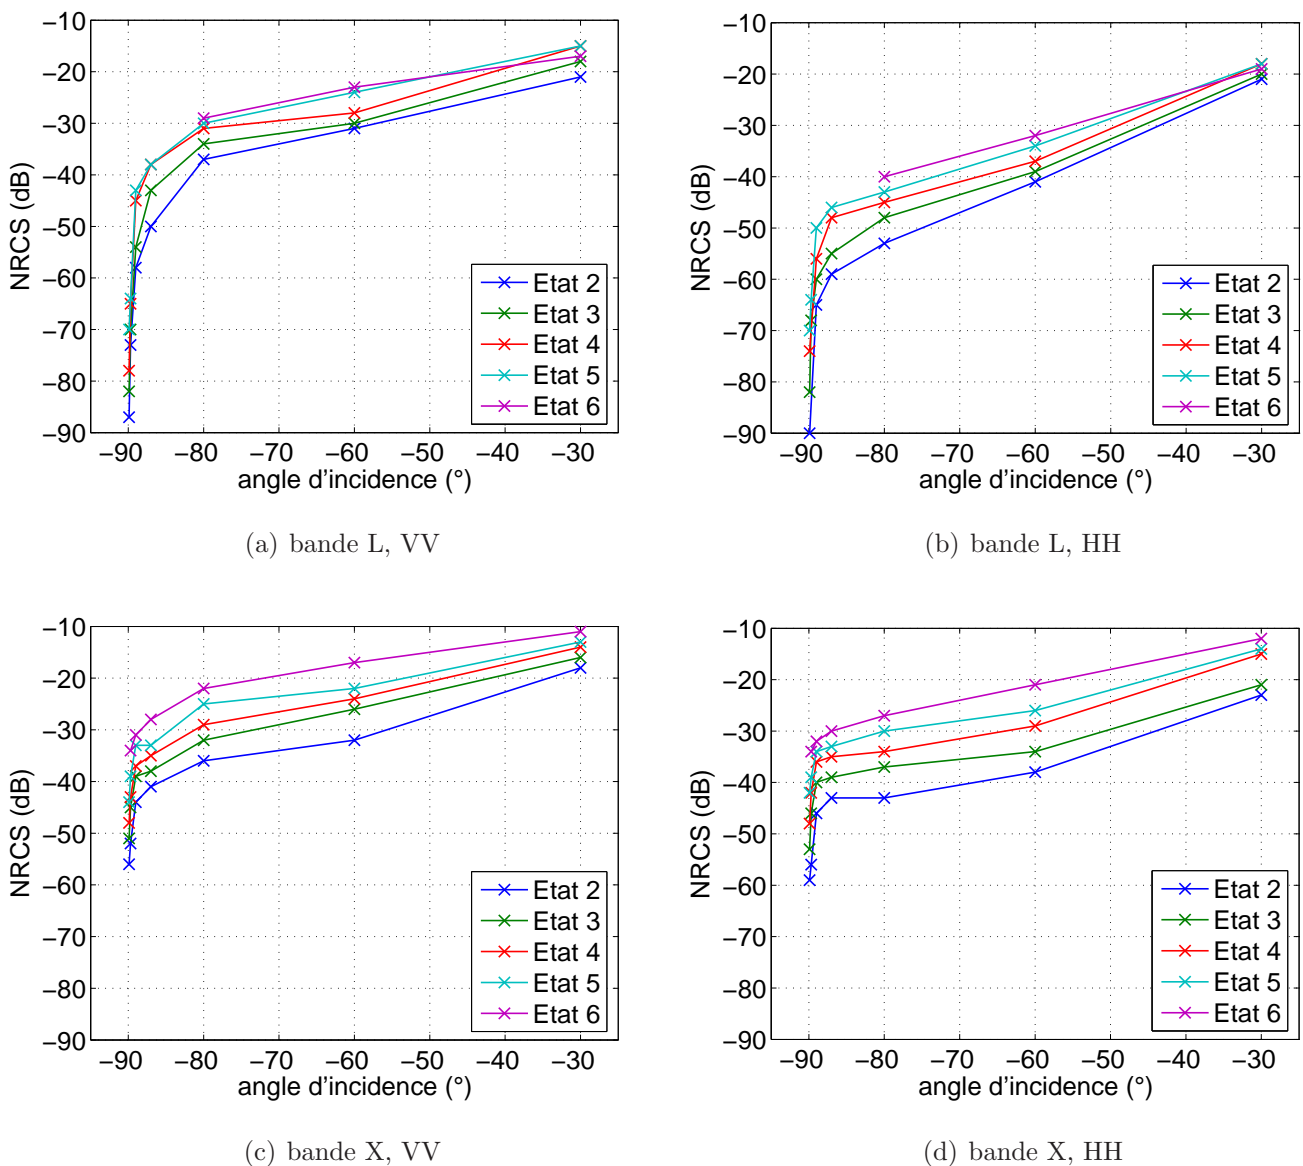 −10
−20
−30
−40
−50
−60
−70
−80
−90
NRCS (dB)
−90 −80 −70 −60 −50 −40 −30
angle d'incidence (°)
Etat 2
Etat 3
Etat 4
Etat 5
Etat 6
(a) bande L, VV
−10
−20
−30
−40
−50
−60
−70
−80
−90
NRCS (dB)
−90 −80 −70 −60 −50 −40 −30
angle d'incidence (°)
Etat 2
Etat 3
Etat 4
Etat 5
Etat 6
(b) bande L, HH
−10
−20
−30
−40
−50
−60
−70
−80
−90
NRCS (dB)
−90 −80 −70 −60 −50 −40 −30
angle d'incidence (°)
Etat 2
Etat 3
Etat 4
Etat 5
Etat 6
(c) bande X, VV
−10
−20
−30
−40
−50
−60
−70
−80
−90
NRCS (dB)
−90 −80 −70 −60 −50 −40 −30
angle d'incidence (°)
Etat 2
Etat 3
Etat 4
Etat 5
Etat 6
(d) bande X, HH